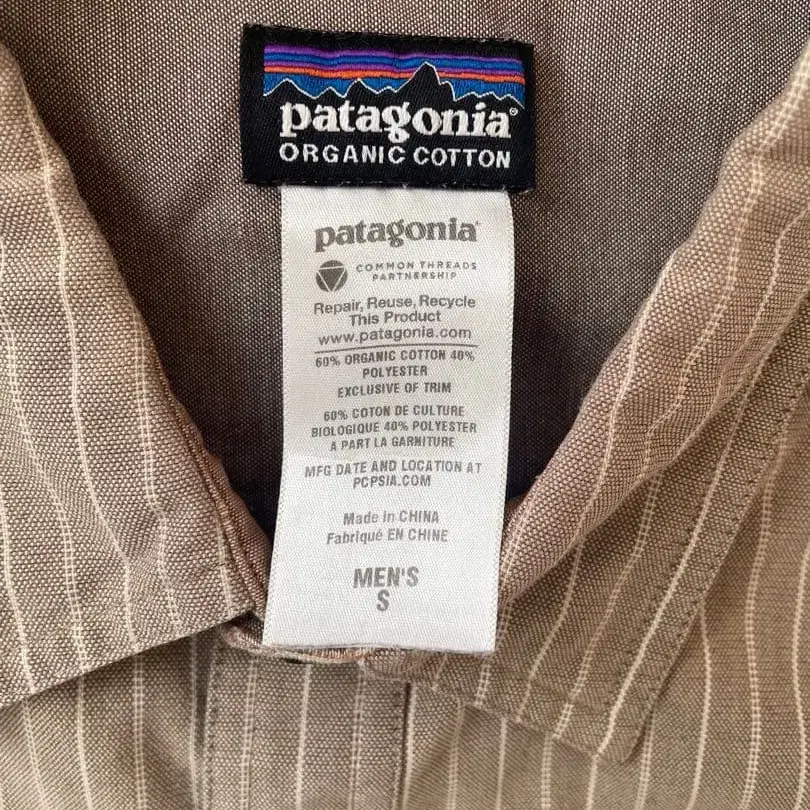 patagonia®
ORGANIC COTTON
patagonia®
COMMON THREADS
PARTNERSHIP
Repair, Reuse, Recycle
This Product
www.patagonia.com
60% ORGANIC COTTON 40%
POLYESTER
EXCLUSIVE OF TRIM
60% COTON DE CULTURE
BIOLOGIQUE 40% POLYESTER
A PART LA GARNITURE
MFG DATE AND LOCATION AT
PCPSIA.COM
Made in CHINA
Fabriqué EN CHINE
MEN'S
S